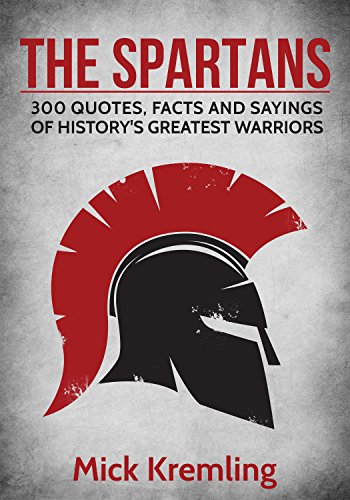 THE SPARTANS
300 QUOTES, FACTS AND SAYINGS
OF HISTORY'S GREATEST WARRIORS
Mick Kremling